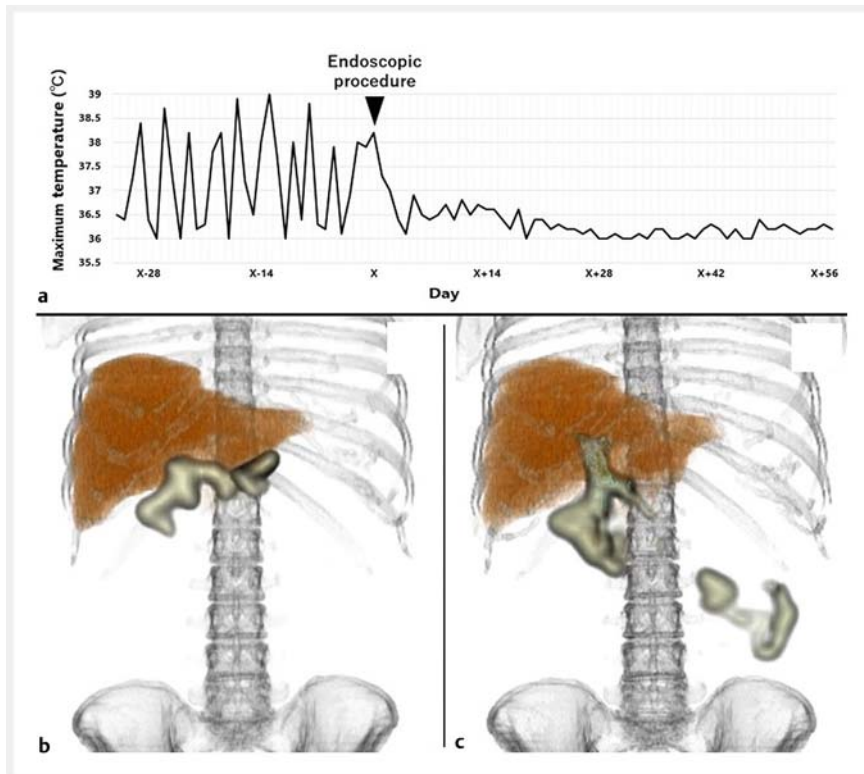 Endoscopic
procedure
Maximum temperature (°C)
39
38.5
38
37.5
37
36.5
36
35.5
X-28 X-14 X X+14 X+28 X+42 X+56
Day
a
b
c